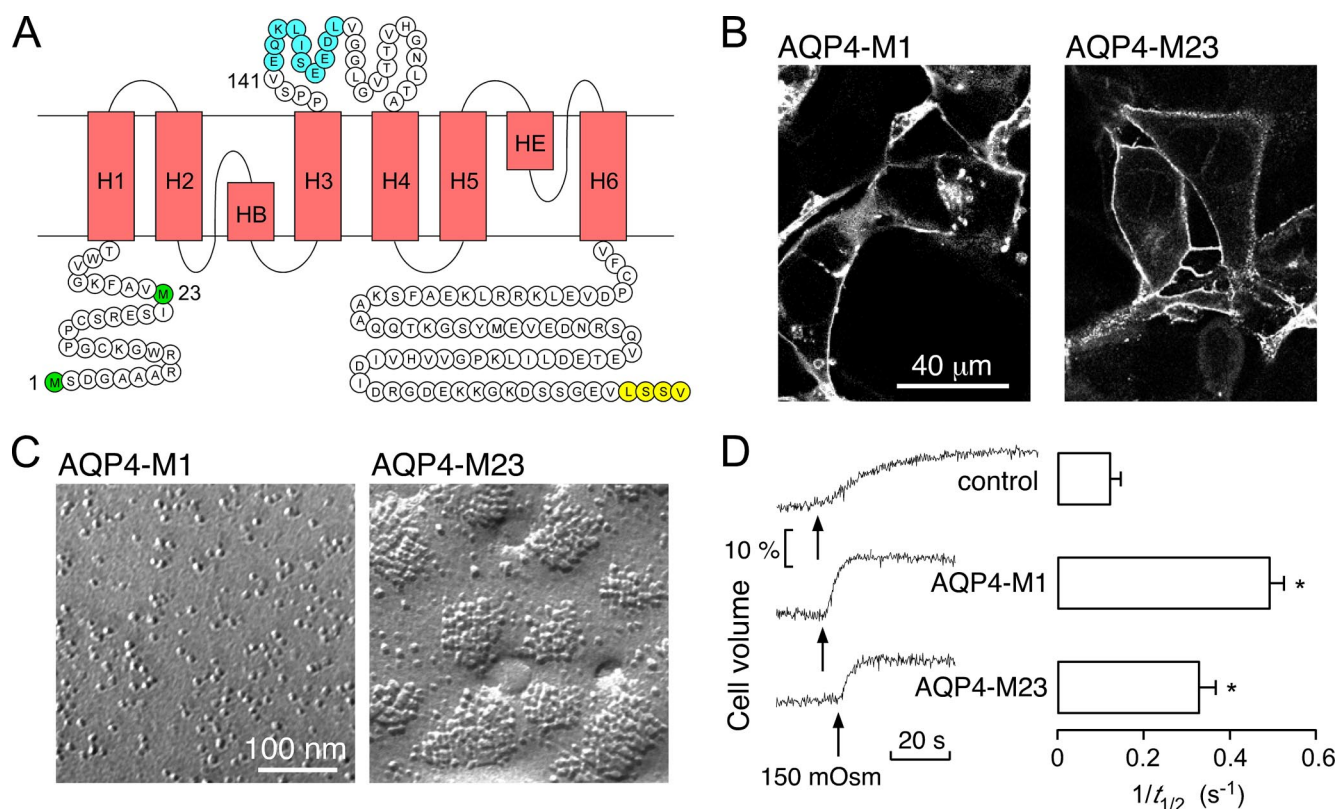 A
K L L V H
Q I D G V G
E S E E G T N
141 V L T L
S G V T
P P A
H1 H2 HB H3 H4 H5 HE H6
V W T
G K F A V M 23
P C S R E S I
P G C K G W R
1 M S D G A A A R
V
F
C
A K S F A E K L R R K L E V D P
A Q Q T K G S Y M E V E D N R S Q
D I V H V V G P K L I L D E T E V
I D R G D E K K G K D S S G E V L S S V
B
AQP4-M1 AQP4-M23
40 µm
C
AQP4-M1 AQP4-M23
100 nm
D
control
10 %
Cell volume
AQP4-M1 *
AQP4-M23 *
20 s
150 mOsm
0 0.2 0.4 0.6
1/t1/2 (s-1)